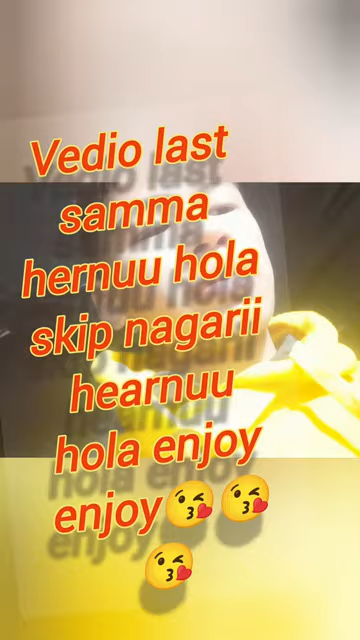 Vedio last
samma
hernuu hola
skip nagarii
hearnuu
hola enjoy
enjoy😘😘
😘